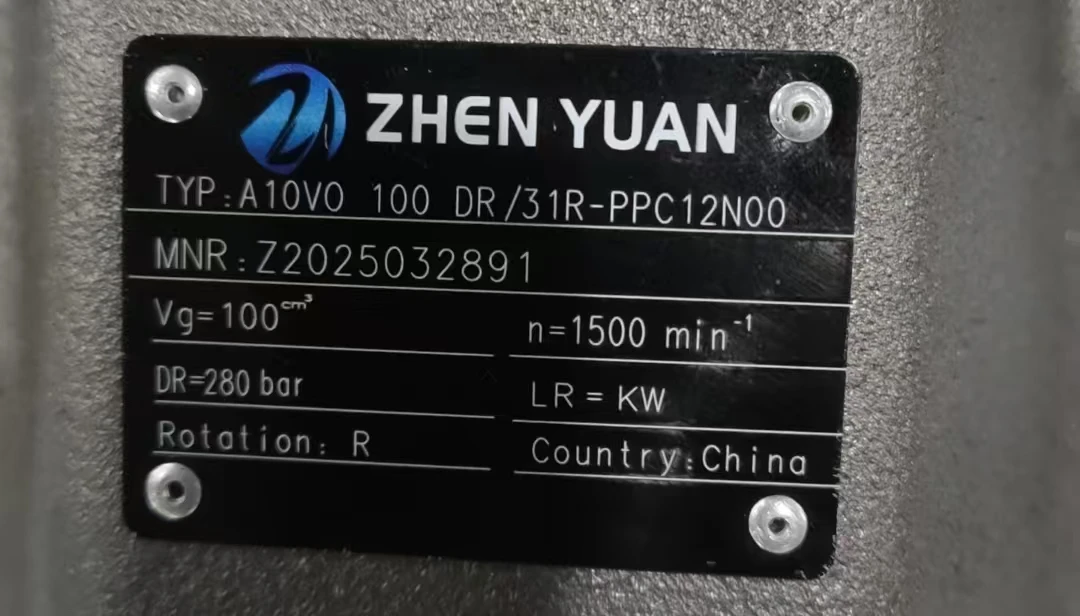 ZHEN YUAN
TYP:A10VO 100 DR/31R-PPC12N00
MNR:Z2025032891
Vg=100cm³ n=1500 min⁻¹
DR=280 bar LR = KW
Rotation: R Country:China